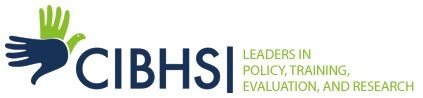 CIBHS
LEADERS IN
POLICY, TRAINING,
EVALUATION, AND RESEARCH